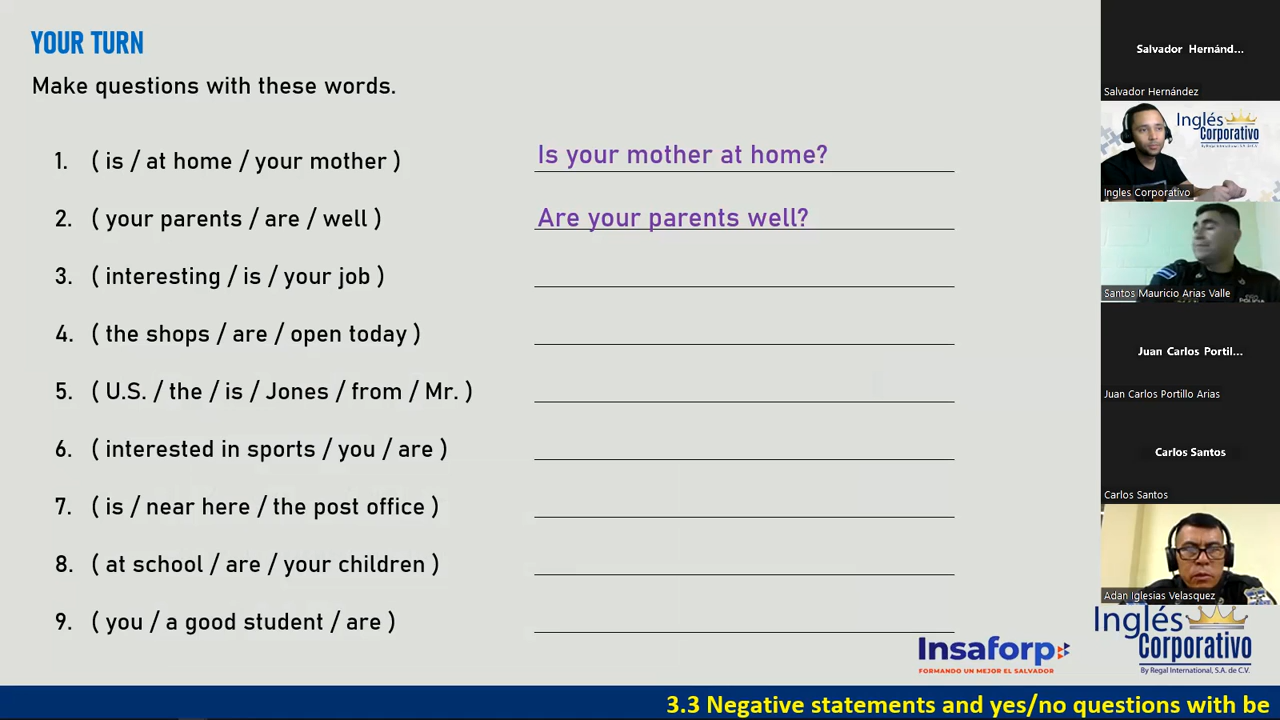 YOUR TURN
Make questions with these words.
1. ( is / at home / your mother ) Is your mother at home?
2. ( your parents / are / well ) Are your parents well?
3. ( interesting / is / your job )
4. ( the shops / are / open today )
5. ( U.S. / the / is / Jones / from / Mr. )
6. ( interested in sports / you / are )
7. ( is / near here / the post office )
8. ( at school / are / your children )
9. ( you / a good student / are )
Insaforp
FORMANDO UN MEJOR EL SALVADOR
3.3 Negative statements and yes/no questions with be
Salvador Hernánd...
Salvador Hernández
Inglés
Corporativo
By Regal International, S.A. de C.V.
Ingles Corporativo
Santos Mauricio Arias Valle
Juan Carlos Portil...
Juan Carlos Portillo Arias
Carlos Santos
Carlos Santos
Adan Iglesias Velasquez
Inglés
Corporativo
By Regal International, S.A. de C.V.